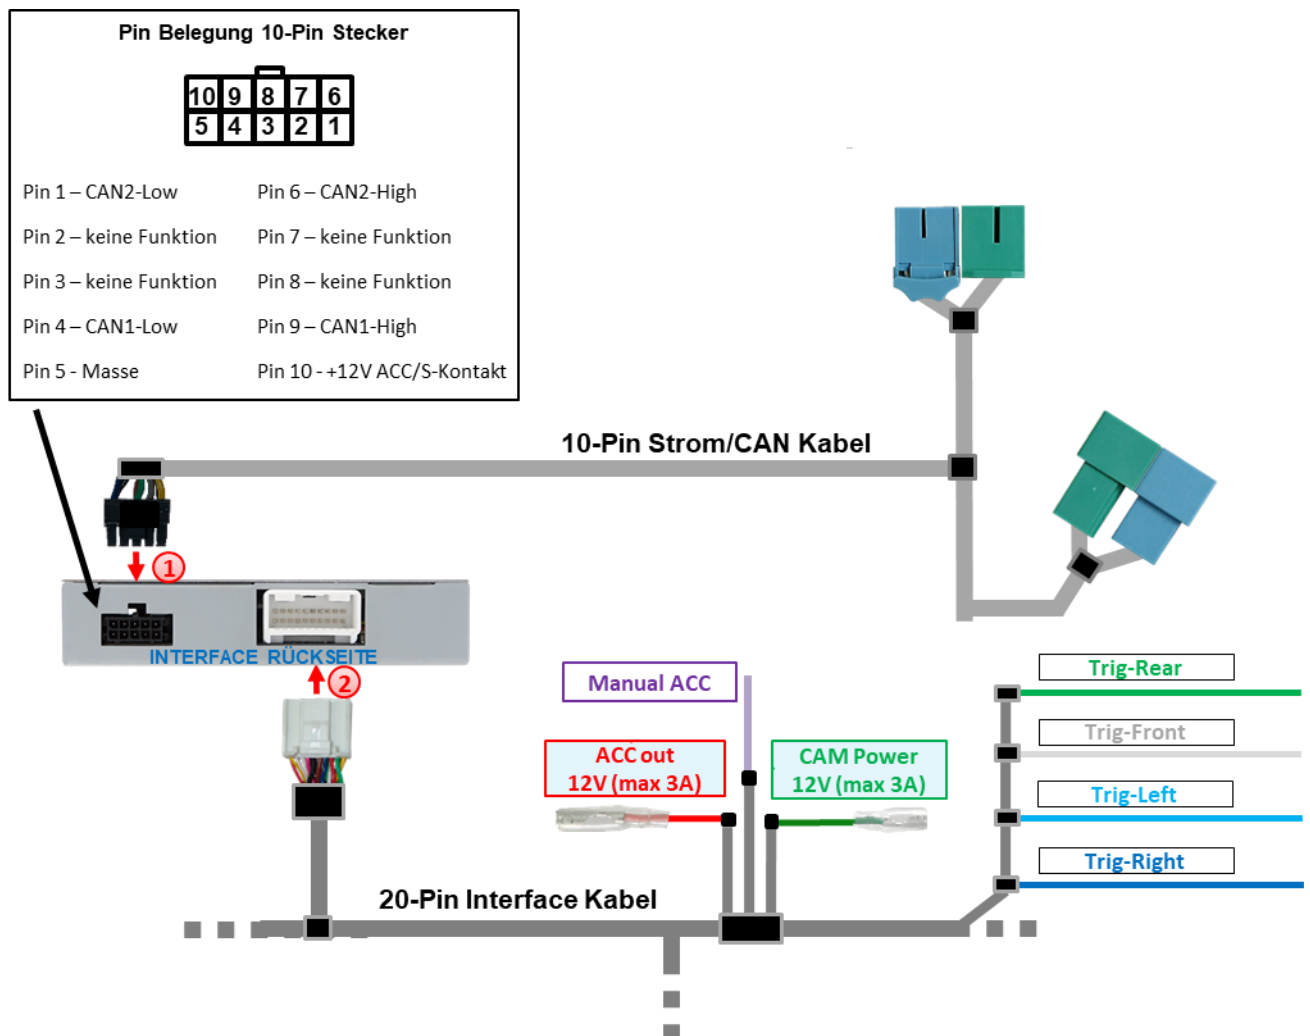 Pin Belegung 10-Pin Stecker
10 9 8 7 6
5 4 3 2 1
Pin 1 – CAN2-Low
Pin 6 – CAN2-High
Pin 2 – keine Funktion
Pin 7 – keine Funktion
Pin 3 – keine Funktion
Pin 8 – keine Funktion
Pin 4 – CAN1-Low
Pin 9 – CAN1-High
Pin 5 - Masse
Pin 10 - +12V ACC/S-Kontakt
10-Pin Strom/CAN Kabel
1
INTERFACE RÜCKSEITE
2
Manual ACC
ACC out
12V (max 3A)
CAM Power
12V (max 3A)
Trig-Rear
Trig-Front
Trig-Left
Trig-Right
20-Pin Interface Kabel